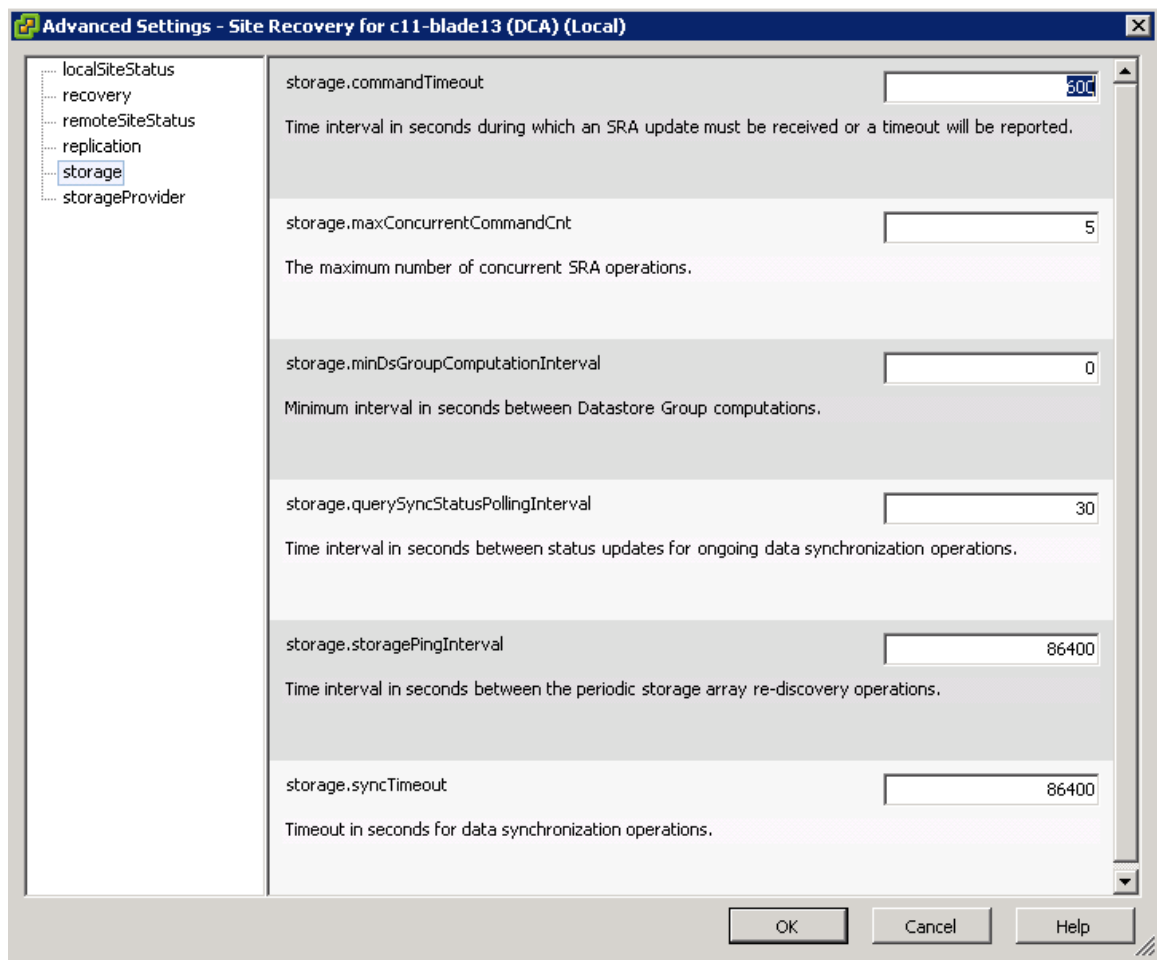 Advanced Settings - Site Recovery for c11-blade13 (DCA) (Local)
localSiteStatus
recovery
remoteSiteStatus
replication
storage
storageProvider
storage.commandTimeout
600
Time interval in seconds during which an SRA update must be received or a timeout will be reported.
storage.maxConcurrentCommandCnt
5
The maximum number of concurrent SRA operations.
storage.minDsGroupComputationInterval
0
Minimum interval in seconds between Datastore Group computations.
storage.querySyncStatusPollingInterval
30
Time interval in seconds between status updates for ongoing data synchronization operations.
storage.storagePingInterval
86400
Time interval in seconds between the periodic storage array re-discovery operations.
storage.syncTimeout
86400
Timeout in seconds for data synchronization operations.
OK
Cancel
Help